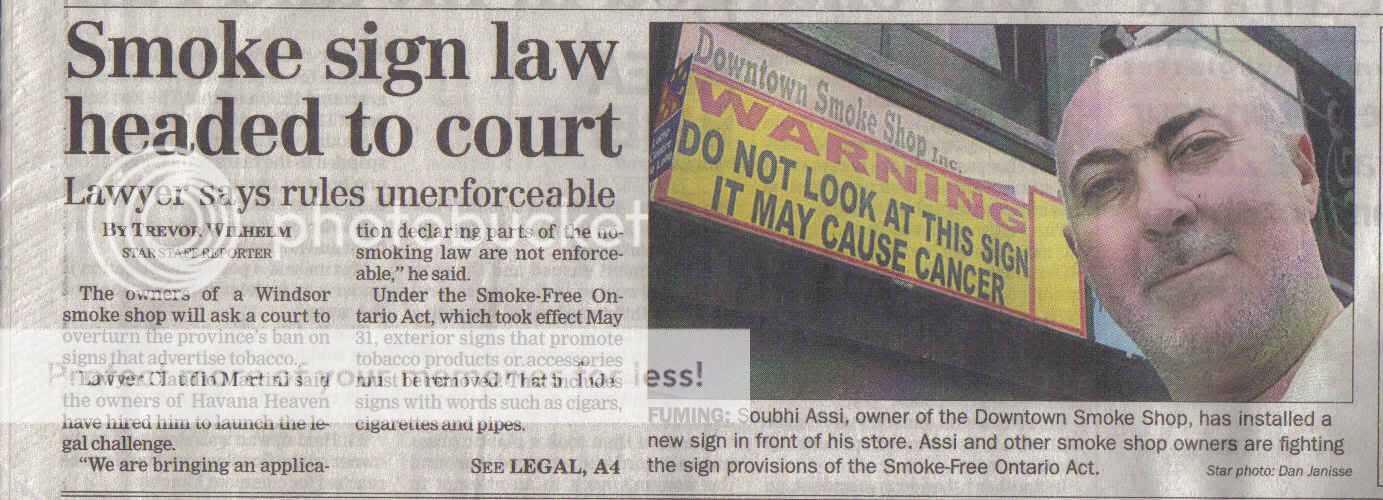 Smoke sign law
headed to court
Lawyer says rules unenforceable
BY TREVOR WILHELM
STAR STAFF REPORTER
The owners of a Windsor
smoke shop will ask a court to
overturn the province's ban on
signs that advertise tobacco.
Lawyer Claudio Martini said
the owners of Havana Heaven
have hired him to launch the le-
gal challenge.
"We are bringing an applica-
tion declaring parts of the no-
smoking law are not enforce-
able," he said.
Under the Smoke-Free On-
tario Act, which took effect May
31, exterior signs that promote
tobacco products or accessories
must be removed. That includes
signs with words such as cigars,
cigarettes and pipes.
SEE LEGAL, A4
Downtown Smoke Shop Inc.
WARNING
DO NOT LOOK AT THIS SIGN
IT MAY CAUSE CANCER
FUMING: Soubhi Assi, owner of the Downtown Smoke Shop, has installed a
new sign in front of his store. Assi and other smoke shop owners are fighting
the sign provisions of the Smoke-Free Ontario Act.
Star photo: Dan Janisse
photobucket
Protect more of your memories for less!